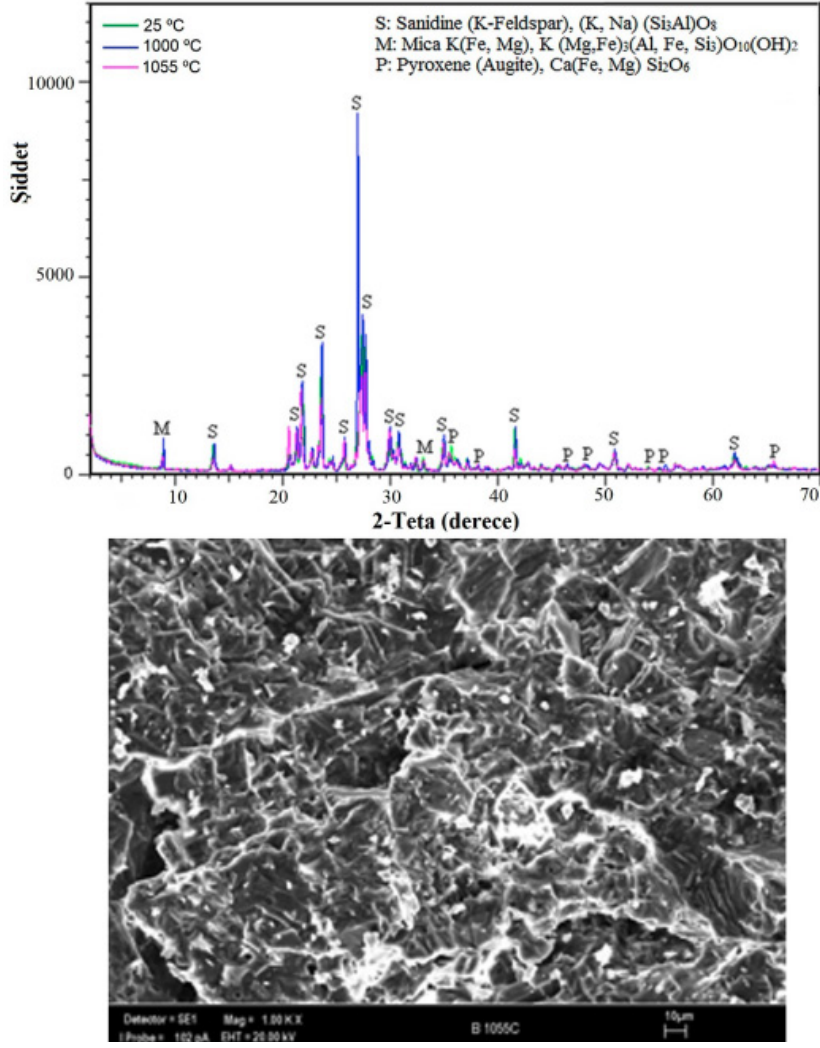 25 ºC
1000 ºC
1055 ºC
S: Sanidine (K-Feldspar), (K, Na) (Si₃Al)O₈
M: Mica K(Fe, Mg), K (Mg,Fe)₃(Al, Fe, Si₃)O₁₀(OH)₂
P: Pyroxene (Augite), Ca(Fe, Mg) Si₂O₆
Şiddet
10000
5000
0
S
S
S
S
S
M
S
S
S
S
M
S
P
P
S
P
P
S
P
P
S
P
10
20
30
40
50
60
70
2-Teta (derece)
Detector = SE1 Mag = 1.00 K X
I Probe = 102 pA EHT = 20.00 kV
B 1055C
10µm